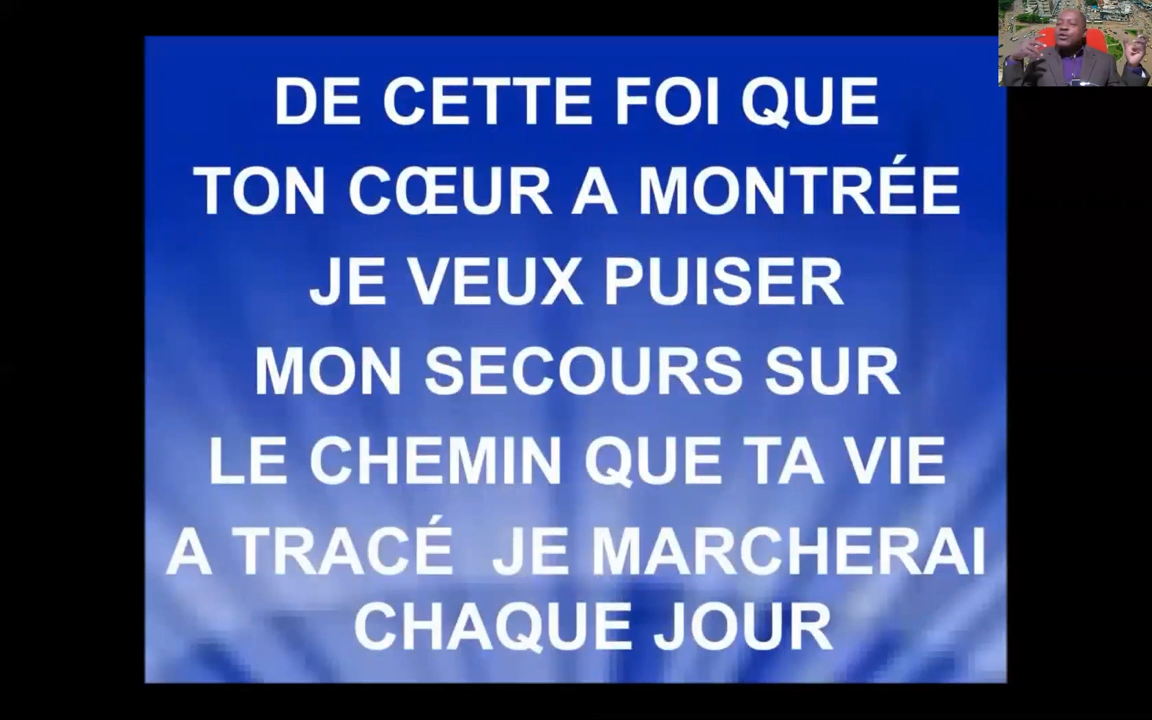 DE CETTE FOI QUE
TON CŒUR A MONTRÉE
JE VEUX PUISER
MON SECOURS SUR
LE CHEMIN QUE TA VIE
A TRACÉ JE MARCHERAI
CHAQUE JOUR